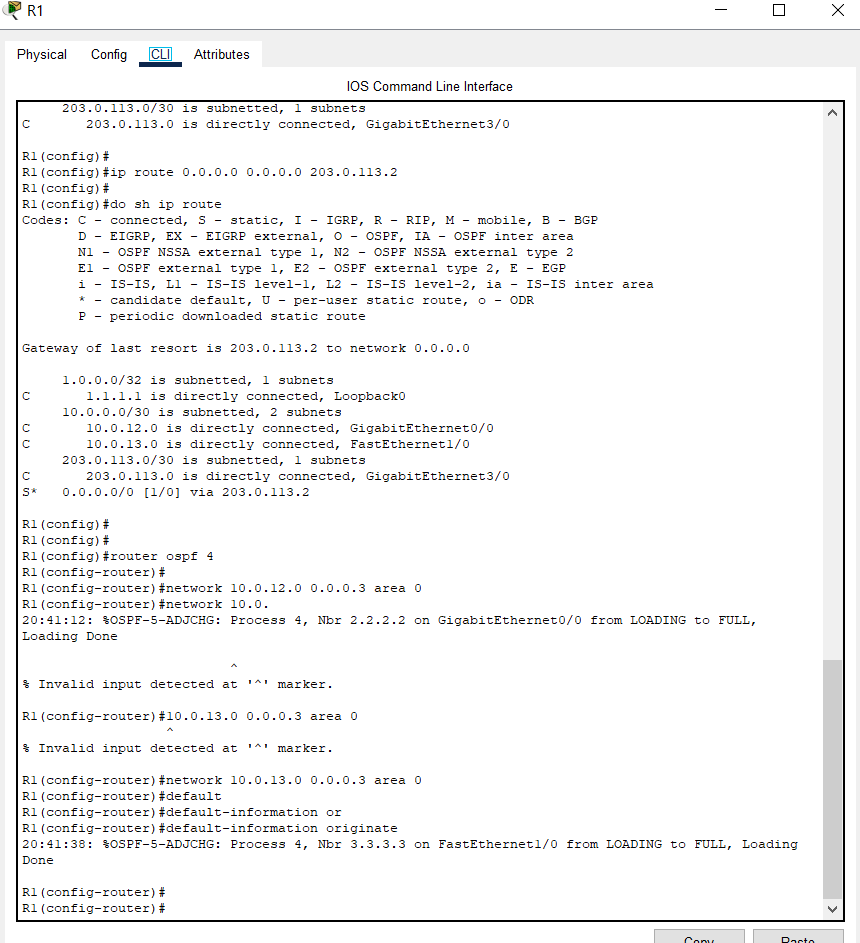 R1
Physical Config CLI Attributes
IOS Command Line Interface
203.0.113.0/30 is subnetted, 1 subnets
C 203.0.113.0 is directly connected, GigabitEthernet3/0
R1(config)#
R1(config)#ip route 0.0.0.0 0.0.0.0 203.0.113.2
R1(config)#
R1(config)#do sh ip route
Codes: C - connected, S - static, I - IGRP, R - RIP, M - mobile, B - BGP
D - EIGRP, EX - EIGRP external, O - OSPF, IA - OSPF inter area
N1 - OSPF NSSA external type 1, N2 - OSPF NSSA external type 2
E1 - OSPF external type 1, E2 - OSPF external type 2, E - EGP
i - IS-IS, L1 - IS-IS level-1, L2 - IS-IS level-2, ia - IS-IS inter area
* - candidate default, U - per-user static route, o - ODR
P - periodic downloaded static route
Gateway of last resort is 203.0.113.2 to network 0.0.0.0
1.0.0.0/32 is subnetted, 1 subnets
C 1.1.1.1 is directly connected, Loopback0
10.0.0.0/30 is subnetted, 2 subnets
C 10.0.12.0 is directly connected, GigabitEthernet0/0
C 10.0.13.0 is directly connected, FastEthernet1/0
203.0.113.0/30 is subnetted, 1 subnets
C 203.0.113.0 is directly connected, GigabitEthernet3/0
S* 0.0.0.0/0 [1/0] via 203.0.113.2
R1(config)#
R1(config)#
R1(config)#router ospf 4
R1(config-router)#
R1(config-router)#network 10.0.12.0 0.0.0.3 area 0
R1(config-router)#network 10.0.
20:41:12: %OSPF-5-ADJCHG: Process 4, Nbr 2.2.2.2 on GigabitEthernet0/0 from LOADING to FULL,
Loading Done
^
% Invalid input detected at '^' marker.
R1(config-router)#10.0.13.0 0.0.0.3 area 0
^
% Invalid input detected at '^' marker.
R1(config-router)#network 10.0.13.0 0.0.0.3 area 0
R1(config-router)#default
R1(config-router)#default-information or
R1(config-router)#default-information originate
20:41:38: %OSPF-5-ADJCHG: Process 4, Nbr 3.3.3.3 on FastEthernet1/0 from LOADING to FULL, Loading
Done
R1(config-router)#
R1(config-router)#
Copy Paste